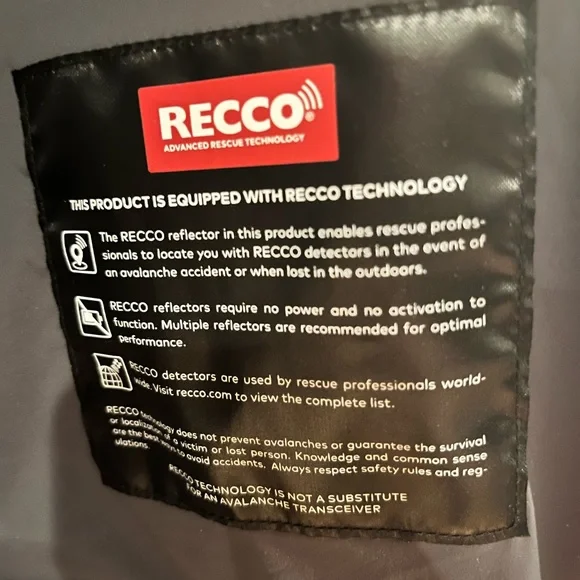 RECCO®
ADVANCED RESCUE TECHNOLOGY
THIS PRODUCT IS EQUIPPED WITH RECCO TECHNOLOGY
The RECCO reflector in this product enables rescue profes-
sionals to locate you with RECCO detectors in the event of
an avalanche accident or when lost in the outdoors.
RECCO reflectors require no power and no activation to
function. Multiple reflectors are recommended for optimal
performance.
RECCO detectors are used by rescue professionals world-
wide. Visit recco.com to view the complete list.
RECCO technology does not prevent avalanches or guarantee the survival
or localization of a victim or lost person. Knowledge and common sense
are the best ways to avoid accidents. Always respect safety rules and reg-
ulations.
RECCO TECHNOLOGY IS NOT A SUBSTITUTE
FOR AN AVALANCHE TRANSCEIVER